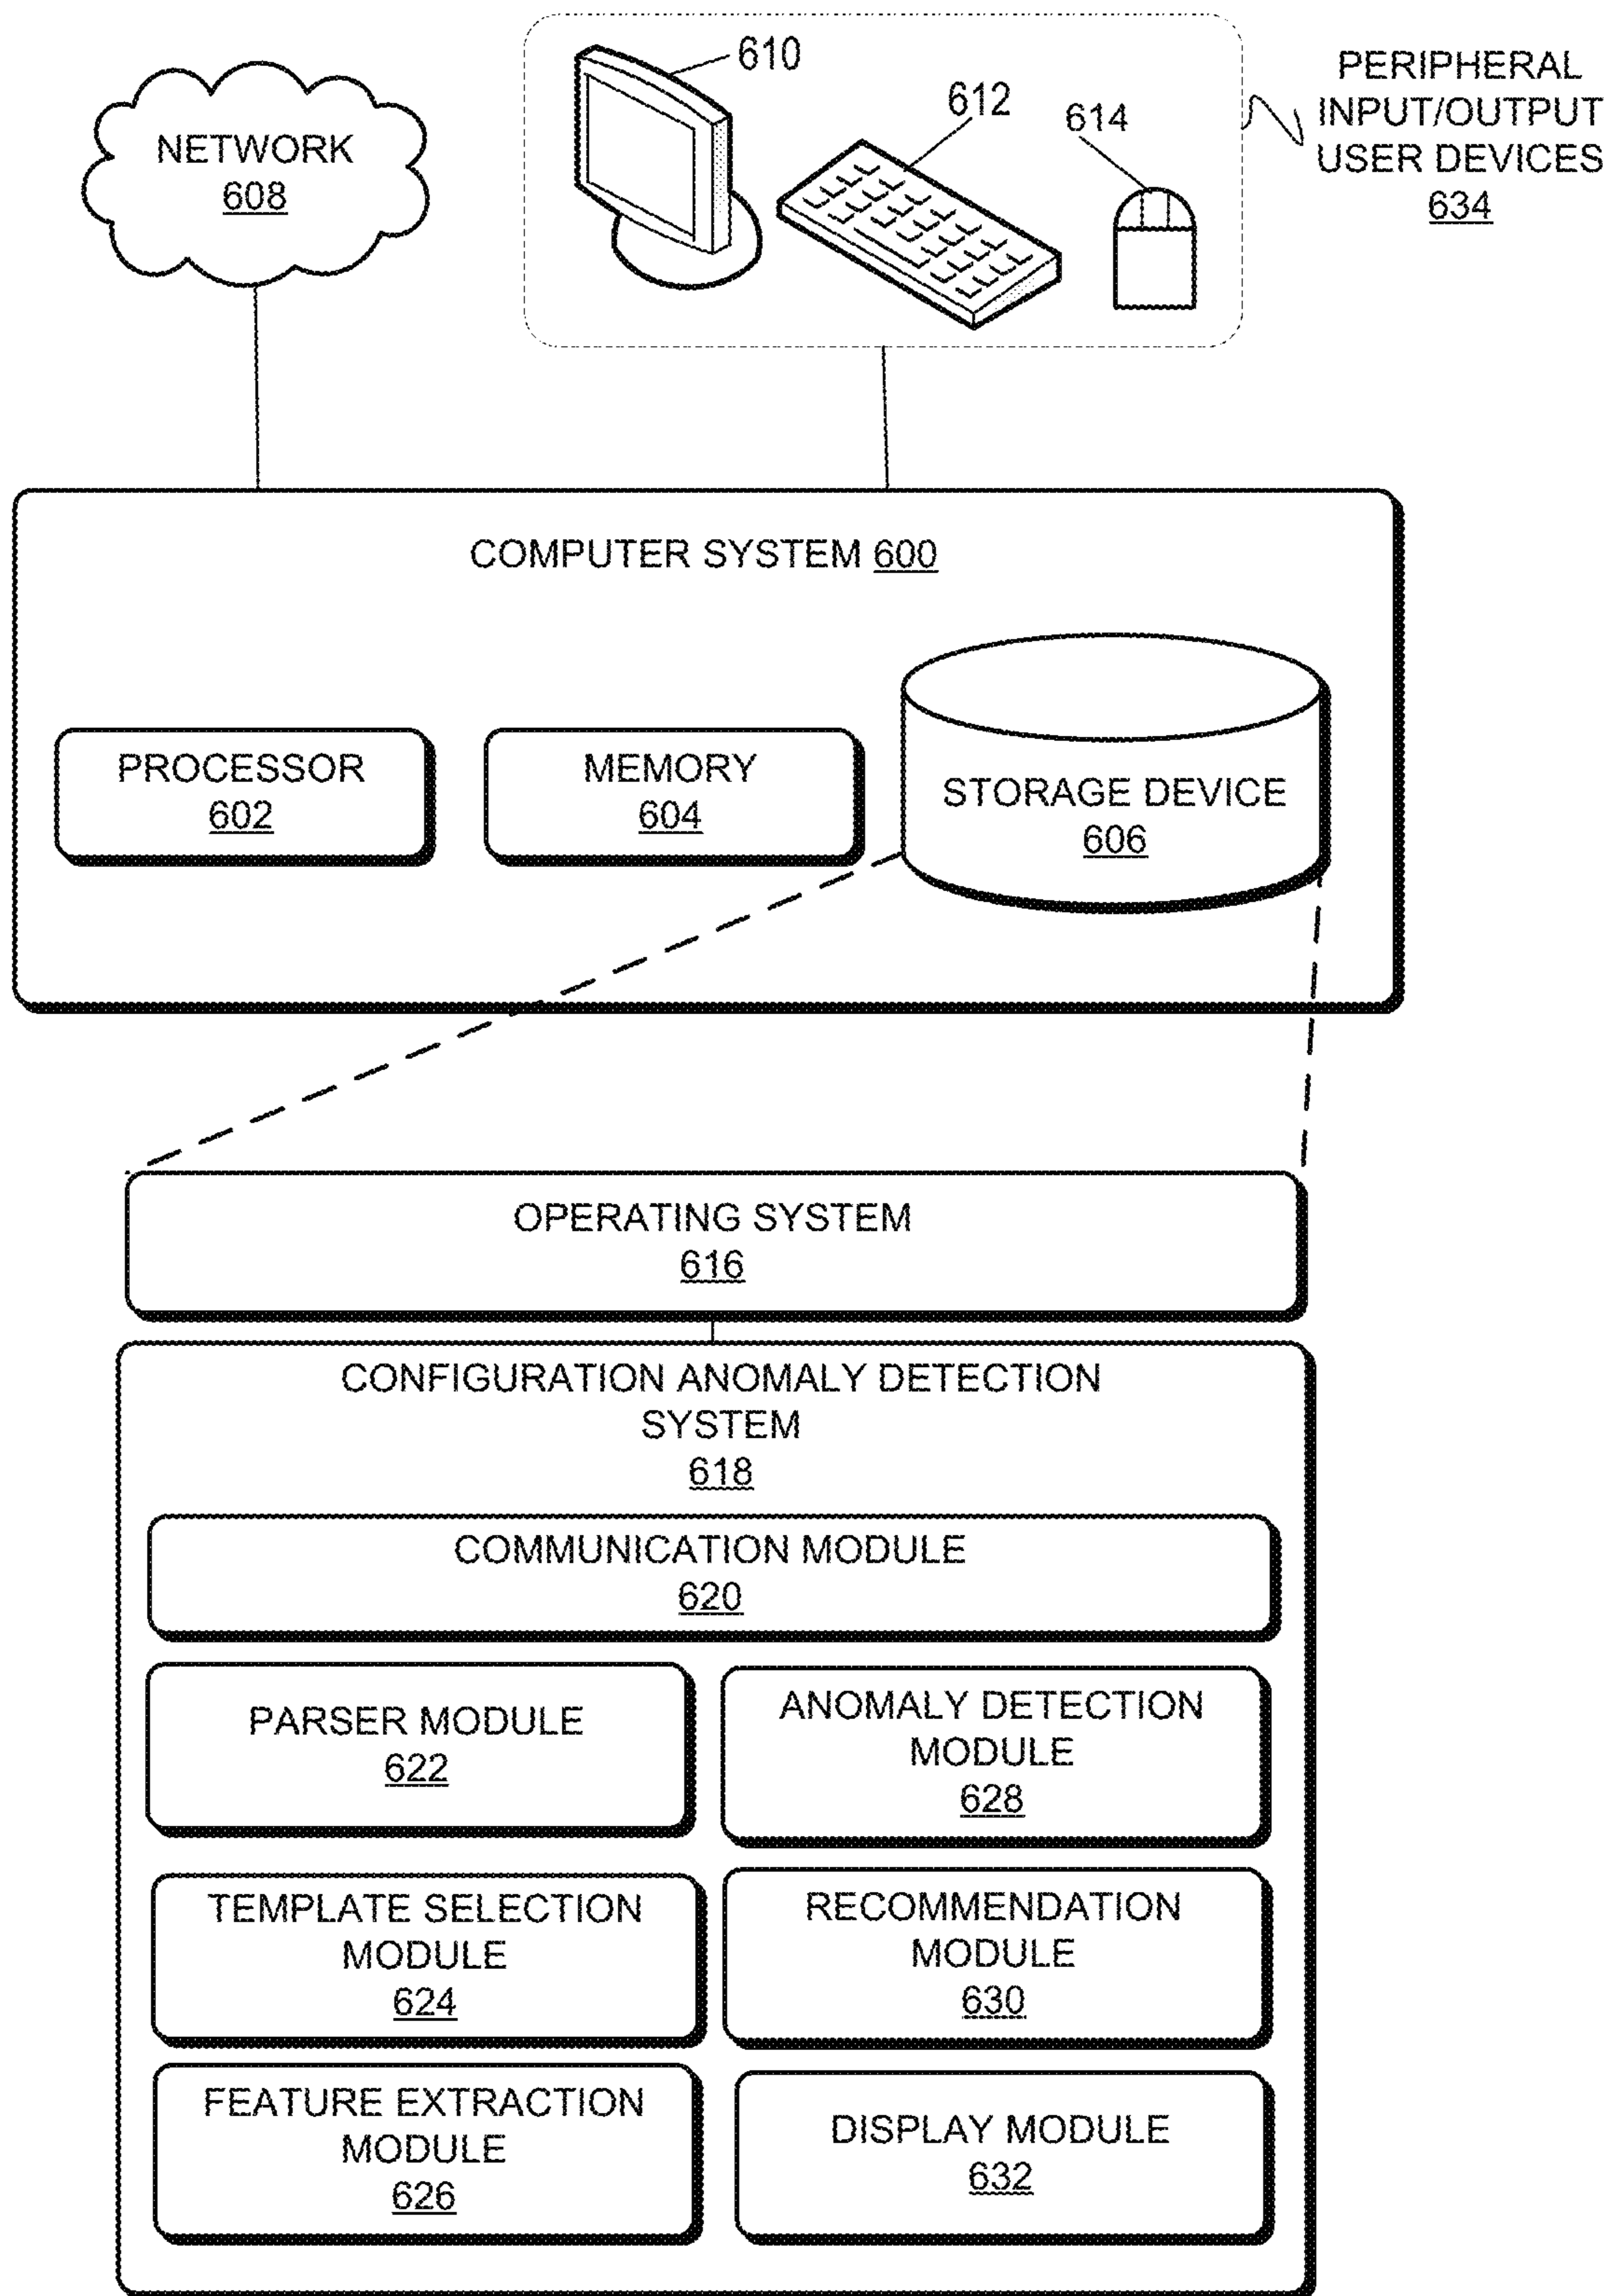 610
612
614
PERIPHERAL
INPUT/OUTPUT
USER DEVICES
634
NETWORK
608
COMPUTER SYSTEM 600
PROCESSOR
602
MEMORY
604
STORAGE DEVICE
606
OPERATING SYSTEM
616
CONFIGURATION ANOMALY DETECTION
SYSTEM
618
COMMUNICATION MODULE
620
PARSER MODULE
622
ANOMALY DETECTION
MODULE
628
TEMPLATE SELECTION
MODULE
624
RECOMMENDATION
MODULE
630
FEATURE EXTRACTION
MODULE
626
DISPLAY MODULE
632